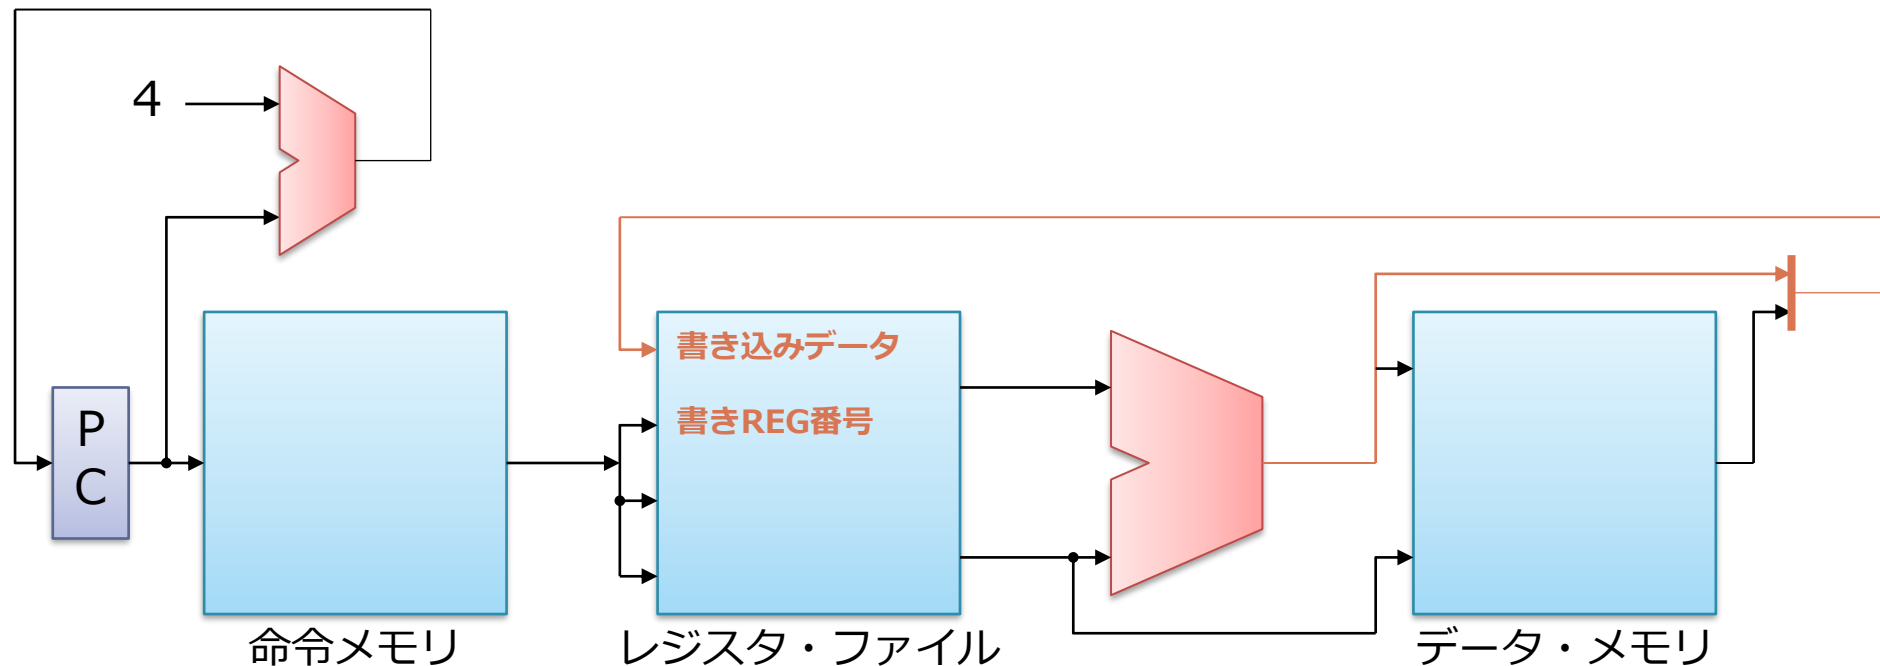 4
書き込みデータ
書きREG番号
P
C
命令メモリ
レジスタ・ファイル
データ・メモリ